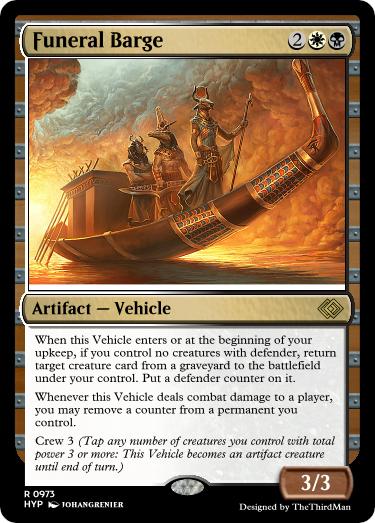 Funeral Barge 2
Artifact — Vehicle
When this Vehicle enters or at the beginning of your
upkeep, if you control no creatures with defender, return
target creature card from a graveyard to the battlefield
under your control. Put a defender counter on it.
Whenever this Vehicle deals combat damage to a player,
you may remove a counter from a permanent you
control.
Crew 3 (Tap any number of creatures you control with total
power 3 or more: This Vehicle becomes an artifact creature
until end of turn.)
3/3
R 0973
HYP JOHANGRENIER
Designed by TheThirdMan